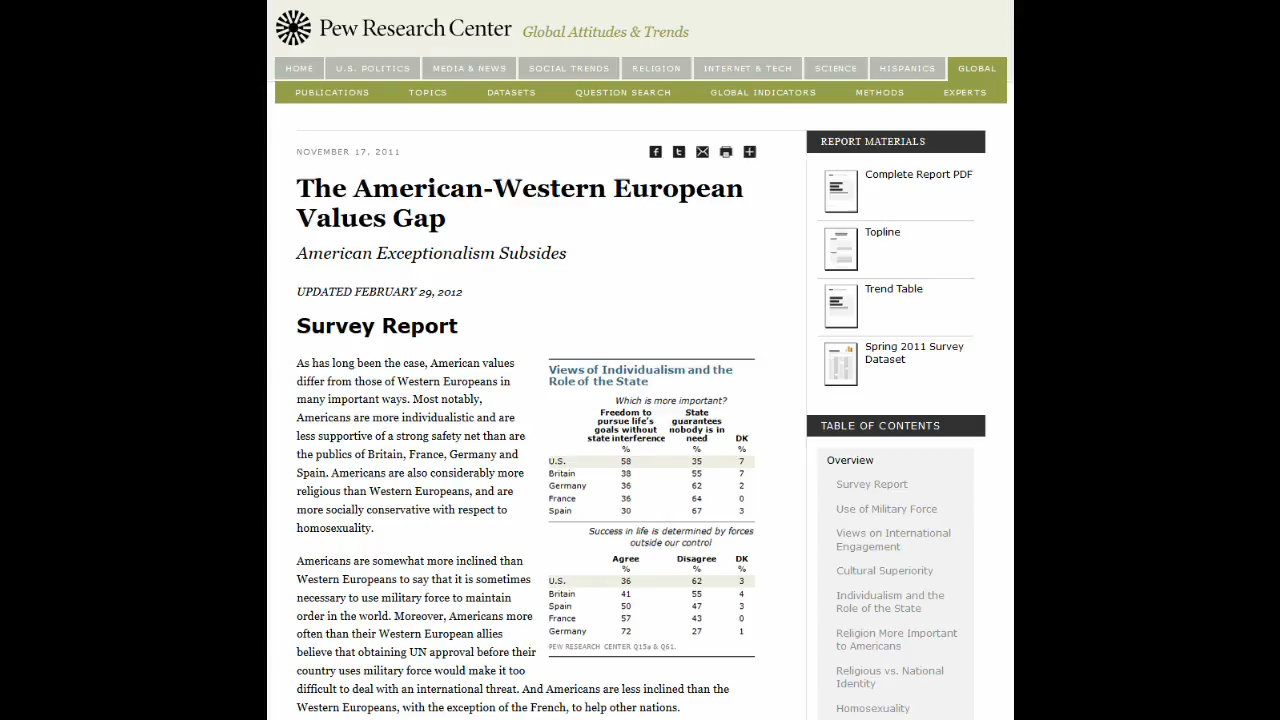 Pew Research Center Global Attitudes & Trends
HOME U.S. POLITICS MEDIA & NEWS SOCIAL TRENDS RELIGION INTERNET & TECH SCIENCE HISPANICS GLOBAL
PUBLICATIONS TOPICS DATASETS QUESTION SEARCH GLOBAL INDICATORS METHODS EXPERTS
NOVEMBER 17, 2011
The American-Western European
Values Gap
American Exceptionalism Subsides
UPDATED FEBRUARY 29, 2012
Survey Report
As has long been the case, American values
differ from those of Western Europeans in
many important ways. Most notably,
Americans are more individualistic and are
less supportive of a strong safety net than are
the publics of Britain, France, Germany and
Spain. Americans are also considerably more
religious than Western Europeans, and are
more socially conservative with respect to
homosexuality.
Americans are somewhat more inclined than
Western Europeans to say that it is sometimes
necessary to use military force to maintain
order in the world. Moreover, Americans more
often than their Western European allies
believe that obtaining UN approval before their
country uses military force would make it too
difficult to deal with an international threat. And Americans are less inclined than the
Western Europeans, with the exception of the French, to help other nations.
Views of Individualism and the
Role of the State
Which is more important?
Freedom to pursue life's goals without state interference State guarantees nobody is in need DK
% % %
U.S. 58 35 7
Britain 38 55 7
Germany 36 62 2
France 36 64 0
Spain 30 67 3
Success in life is determined by forces
outside our control
Agree Disagree DK
% % %
U.S. 36 62 3
Britain 41 55 4
Spain 50 47 3
France 57 43 0
Germany 72 27 1
PEW RESEARCH CENTER Q15a & Q61.
REPORT MATERIALS
Complete Report PDF
Topline
Trend Table
Spring 2011 Survey
Dataset
TABLE OF CONTENTS
Overview
Survey Report
Use of Military Force
Views on International
Engagement
Cultural Superiority
Individualism and the
Role of the State
Religion More Important
to Americans
Religious vs. National
Identity
Homosexuality